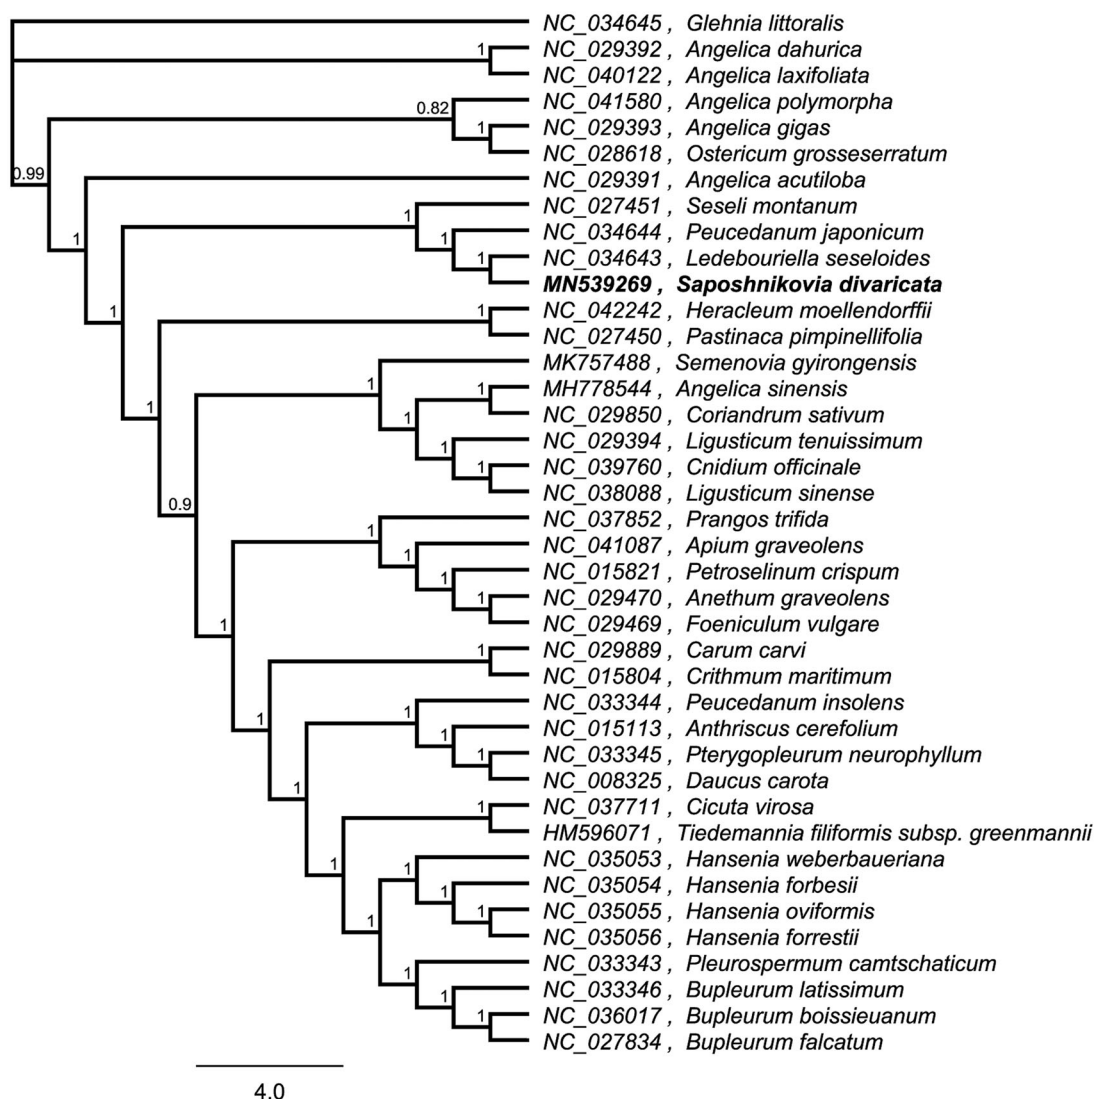 NC_034645 , Glehnia littoralis
1 NC_029392 , Angelica dahurica
NC_040122 , Angelica laxifoliata
0.82 NC_041580 , Angelica polymorpha
1 NC_029393 , Angelica gigas
NC_028618 , Ostericum grosseserratum
0.99 NC_029391 , Angelica acutiloba
1 NC_027451 , Seseli montanum
1 1 NC_034644 , Peucedanum japonicum
1 NC_034643 , Ledebouriella seseloides
MN539269 , Saposhnikovia divaricata
1 1 NC_042242 , Heracleum moellendorffii
NC_027450 , Pastinaca pimpinellifolia
MK757488 , Semenovia gyirongensis
1 1 MH778544 , Angelica sinensis
1 1 NC_029850 , Coriandrum sativum
1 NC_029394 , Ligusticum tenuissimum
1 NC_039760 , Cnidium officinale
NC_038088 , Ligusticum sinense
0.9 NC_037852 , Prangos trifida
1 NC_041087 , Apium graveolens
1 NC_015821 , Petroselinum crispum
1 1 NC_029470 , Anethum graveolens
NC_029469 , Foeniculum vulgare
1 1 NC_029889 , Carum carvi
NC_015804 , Crithmum maritimum
NC_033344 , Peucedanum insolens
1 1 NC_015113 , Anthriscus cerefolium
1 1 NC_033345 , Pterygopleurum neurophyllum
NC_008325 , Daucus carota
1 1 NC_037711 , Cicuta virosa
HM596071 , Tiedemannia filiformis subsp. greenmannii
NC_035053 , Hansenia weberbaueriana
1 1 NC_035054 , Hansenia forbesii
1 1 NC_035055 , Hansenia oviformis
1 NC_035056 , Hansenia forrestii
NC_033343 , Pleurospermum camtschaticum
1 NC_033346 , Bupleurum latissimum
1 1 NC_036017 , Bupleurum boissieuanum
NC_027834 , Bupleurum falcatum
4.0